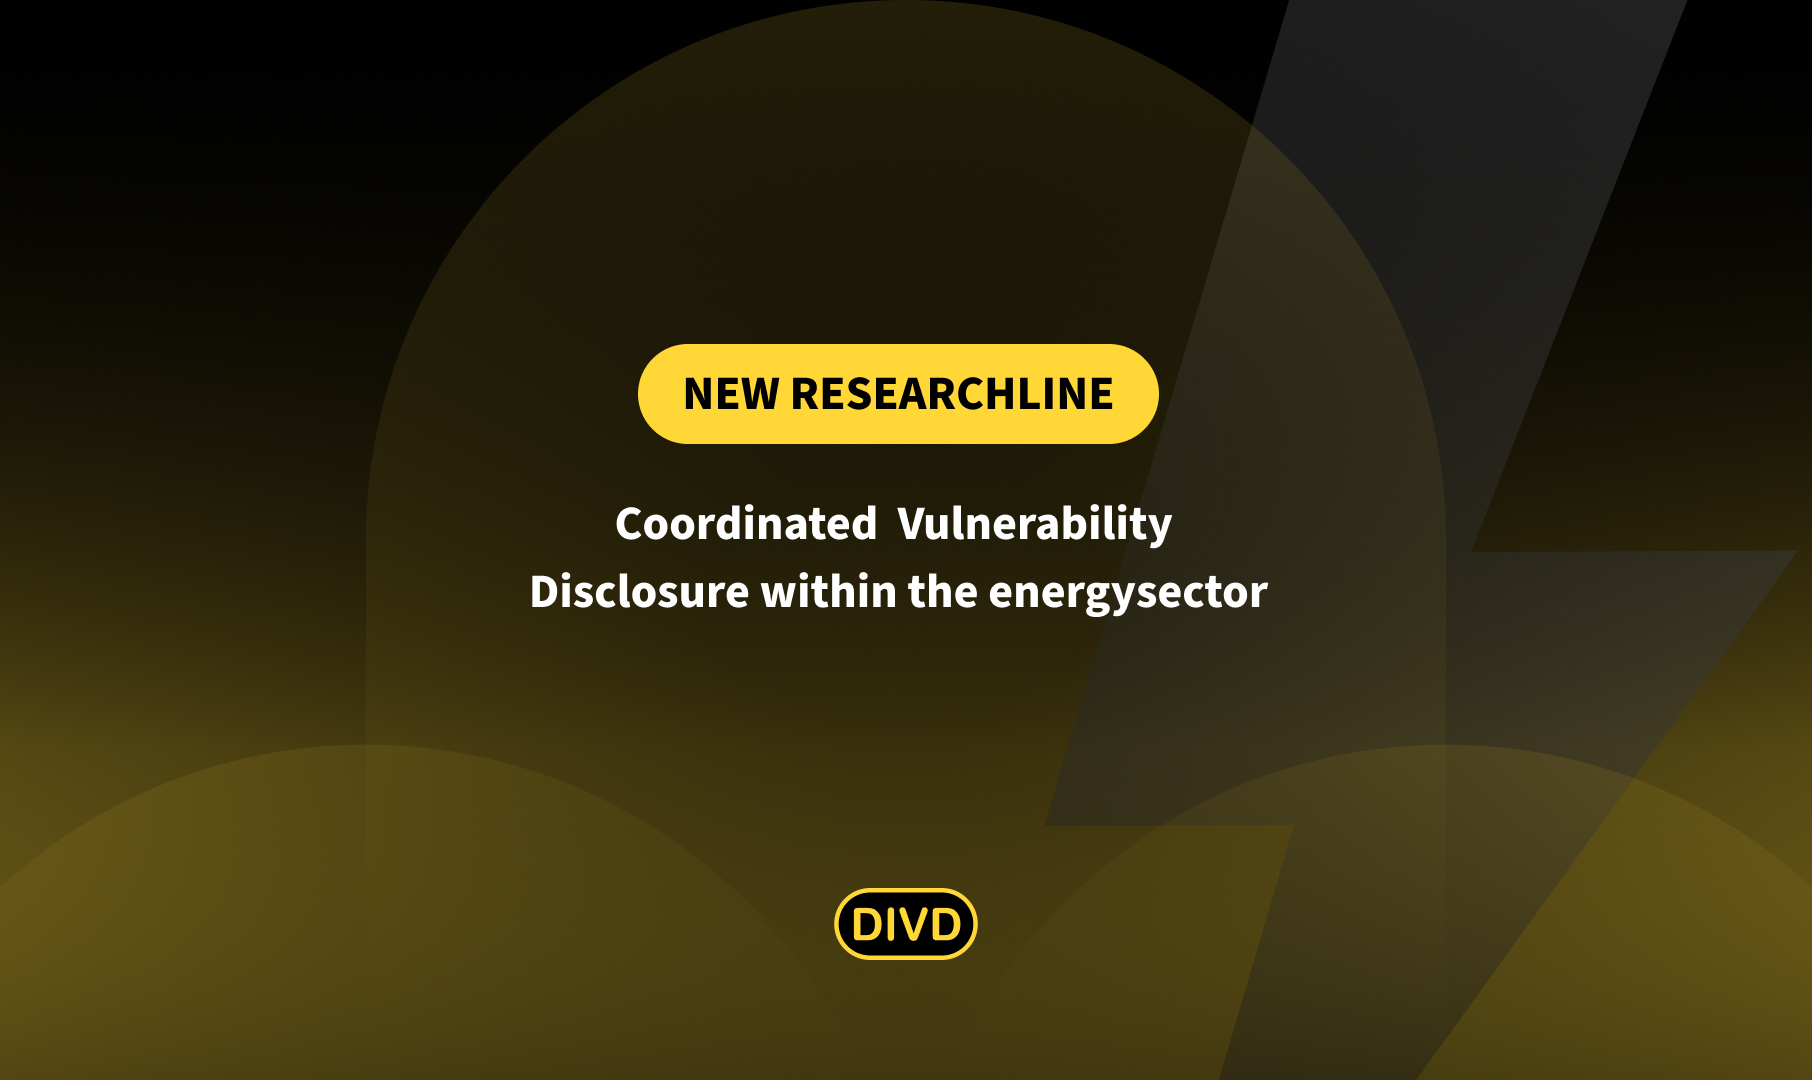 NEW RESEARCHLINE
Coordinated  Vulnerability
Disclosure within the energysector
DIVD